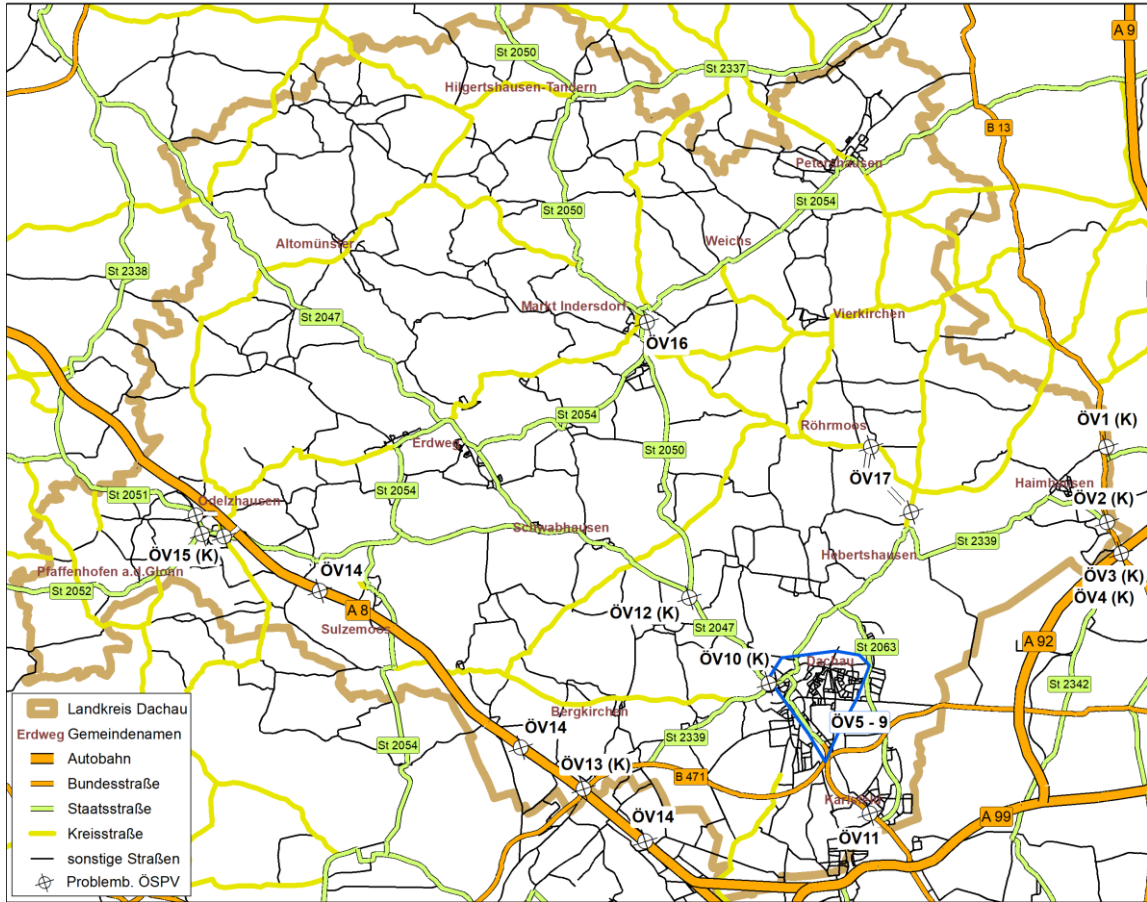 A 9
St 2050
St 2337
Hilgertshausen-Tandern
B 13
Petershausen
St 2054
St 2050
Altomünster
Weichs
St 2338
St 2047
Markt Indersdorf
Vierkirchen
ÖV16
St 2054
Erdweg
Röhrmoos
ÖV1 (K)
St 2050
ÖV17
Haimhausen
St 2054
St 2051
Odelzhausen
ÖV2 (K)
Schwabhausen
St 2339
ÖV15 (K)
Hebertshausen
Pfaffenhofen a.d.Glonn
ÖV3 (K)
St 2052
ÖV14
ÖV4 (K)
A 8
ÖV12 (K)
Sulzemoos
St 2047
A 92
St 2063
Dachau
ÖV10 (K)
St 2342
Bergkirchen
ÖV5 - 9
St 2339
St 2054
ÖV14
ÖV13 (K)
B 471
Karlsfeld
ÖV14
ÖV11
A 99
Landkreis Dachau
Erdweg Gemeindenamen
Autobahn
Bundesstraße
Staatsstraße
Kreisstraße
sonstige Straßen
Problemb. ÖSPV